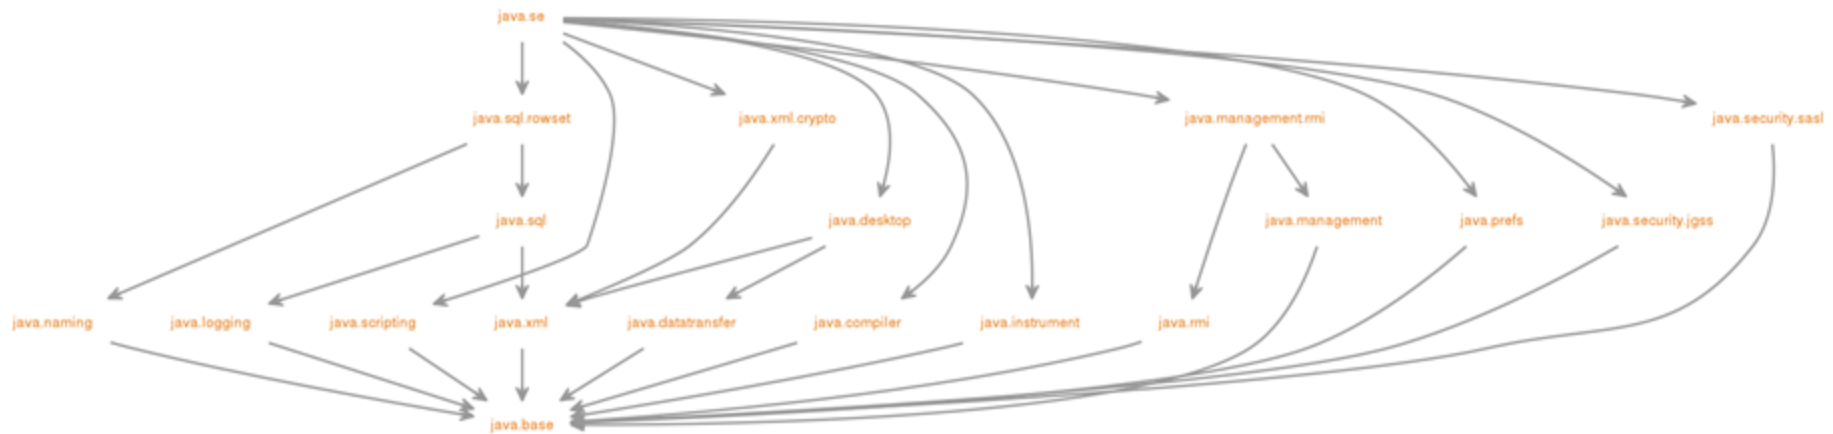 java.se
java.sql.rowset java.xml.crypto java.management.rmi java.security.sasl
java.sql java.desktop java.management java.prefs java.security.jgss
java.naming java.logging java.scripting java.xml java.datatransfer java.compiler java.instrument java.rmi
java.base